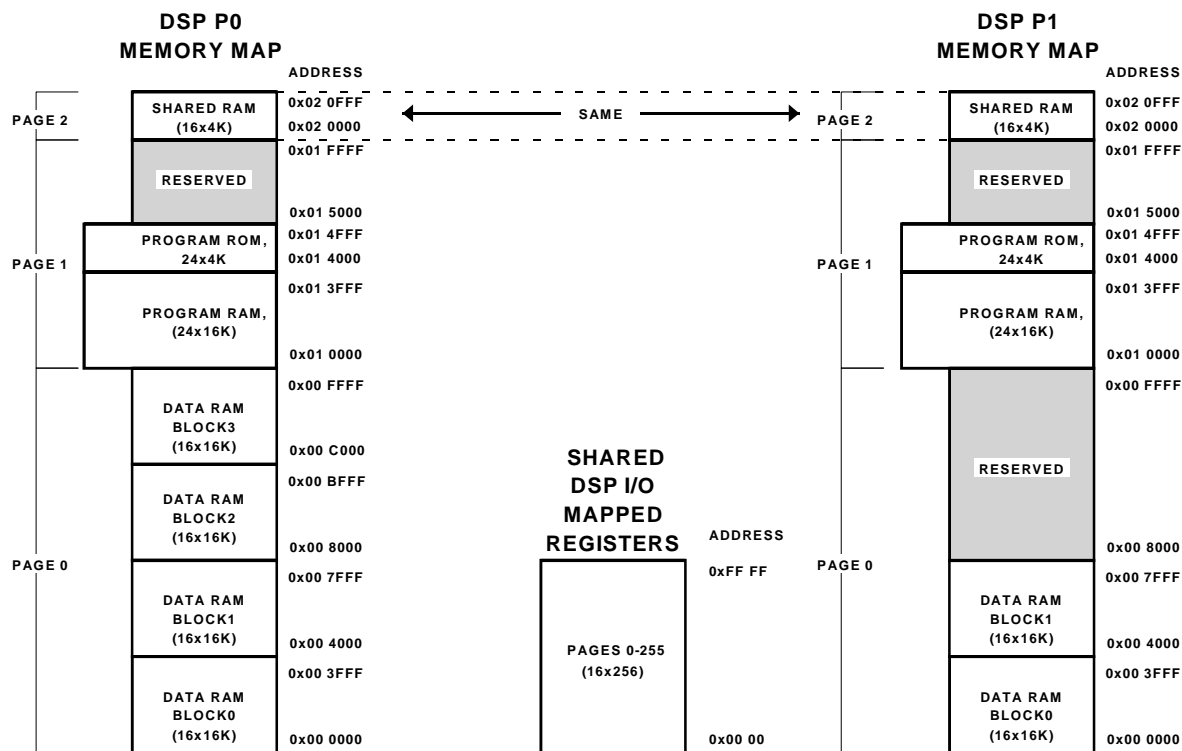 DSP P0
MEMORY MAP
ADDRESS
PAGE 2
SHARED RAM
(16x4K)
0x02 0FFF
0x02 0000
RESERVED
0x01 FFFF
0x01 5000
PAGE 1
PROGRAM ROM,
24x4K
0x01 4FFF
0x01 4000
PROGRAM RAM,
(24x16K)
0x01 3FFF
0x01 0000
PAGE 0
DATA RAM
BLOCK3
(16x16K)
0x00 FFFF
0x00 C000
DATA RAM
BLOCK2
(16x16K)
0x00 BFFF
0x00 8000
DATA RAM
BLOCK1
(16x16K)
0x00 7FFF
0x00 4000
DATA RAM
BLOCK0
(16x16K)
0x00 3FFF
0x00 0000
SAME
SHARED
DSP I/O
MAPPED
REGISTERS
ADDRESS
0xFF FF
PAGES 0-255
(16x256)
0x00 00
DSP P1
MEMORY MAP
ADDRESS
PAGE 2
SHARED RAM
(16x4K)
0x02 0FFF
0x02 0000
RESERVED
0x01 FFFF
0x01 5000
PAGE 1
PROGRAM ROM,
24x4K
0x01 4FFF
0x01 4000
PROGRAM RAM,
(24x16K)
0x01 3FFF
0x01 0000
PAGE 0
RESERVED
0x00 FFFF
0x00 8000
DATA RAM
BLOCK1
(16x16K)
0x00 7FFF
0x00 4000
DATA RAM
BLOCK0
(16x16K)
0x00 3FFF
0x00 0000